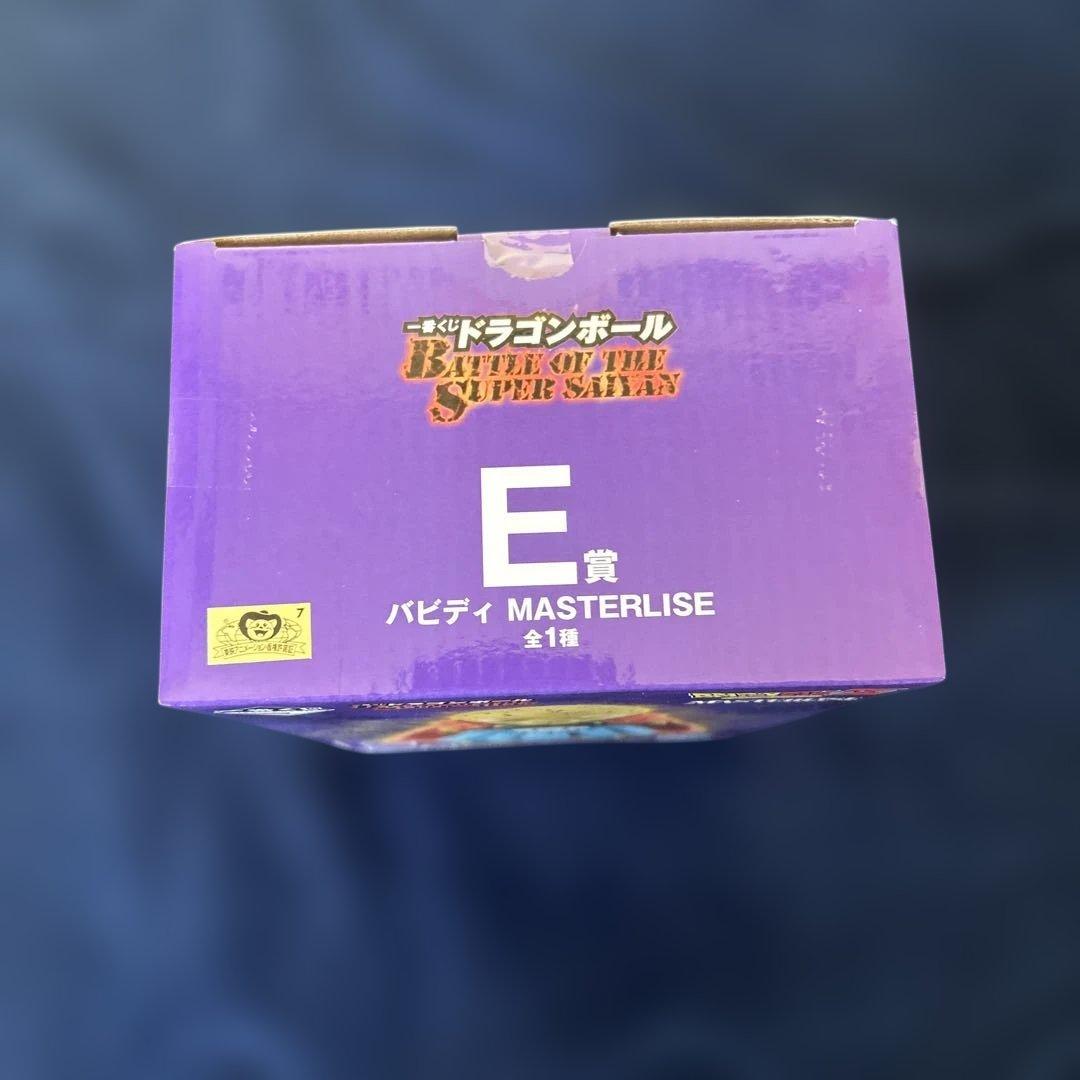 一番くじ ドラゴンボール
BATTLE OF THE
SUPER SAIYAN
E賞
バビディ MASTERLISE
全1種
7